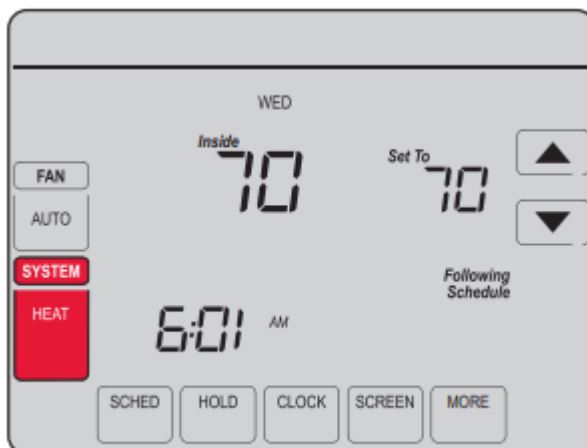 WED
Inside
70
Set To
70
FAN
AUTO
SYSTEM
HEAT
Following
Schedule
6:01 AM
SCHED HOLD CLOCK SCREEN MORE